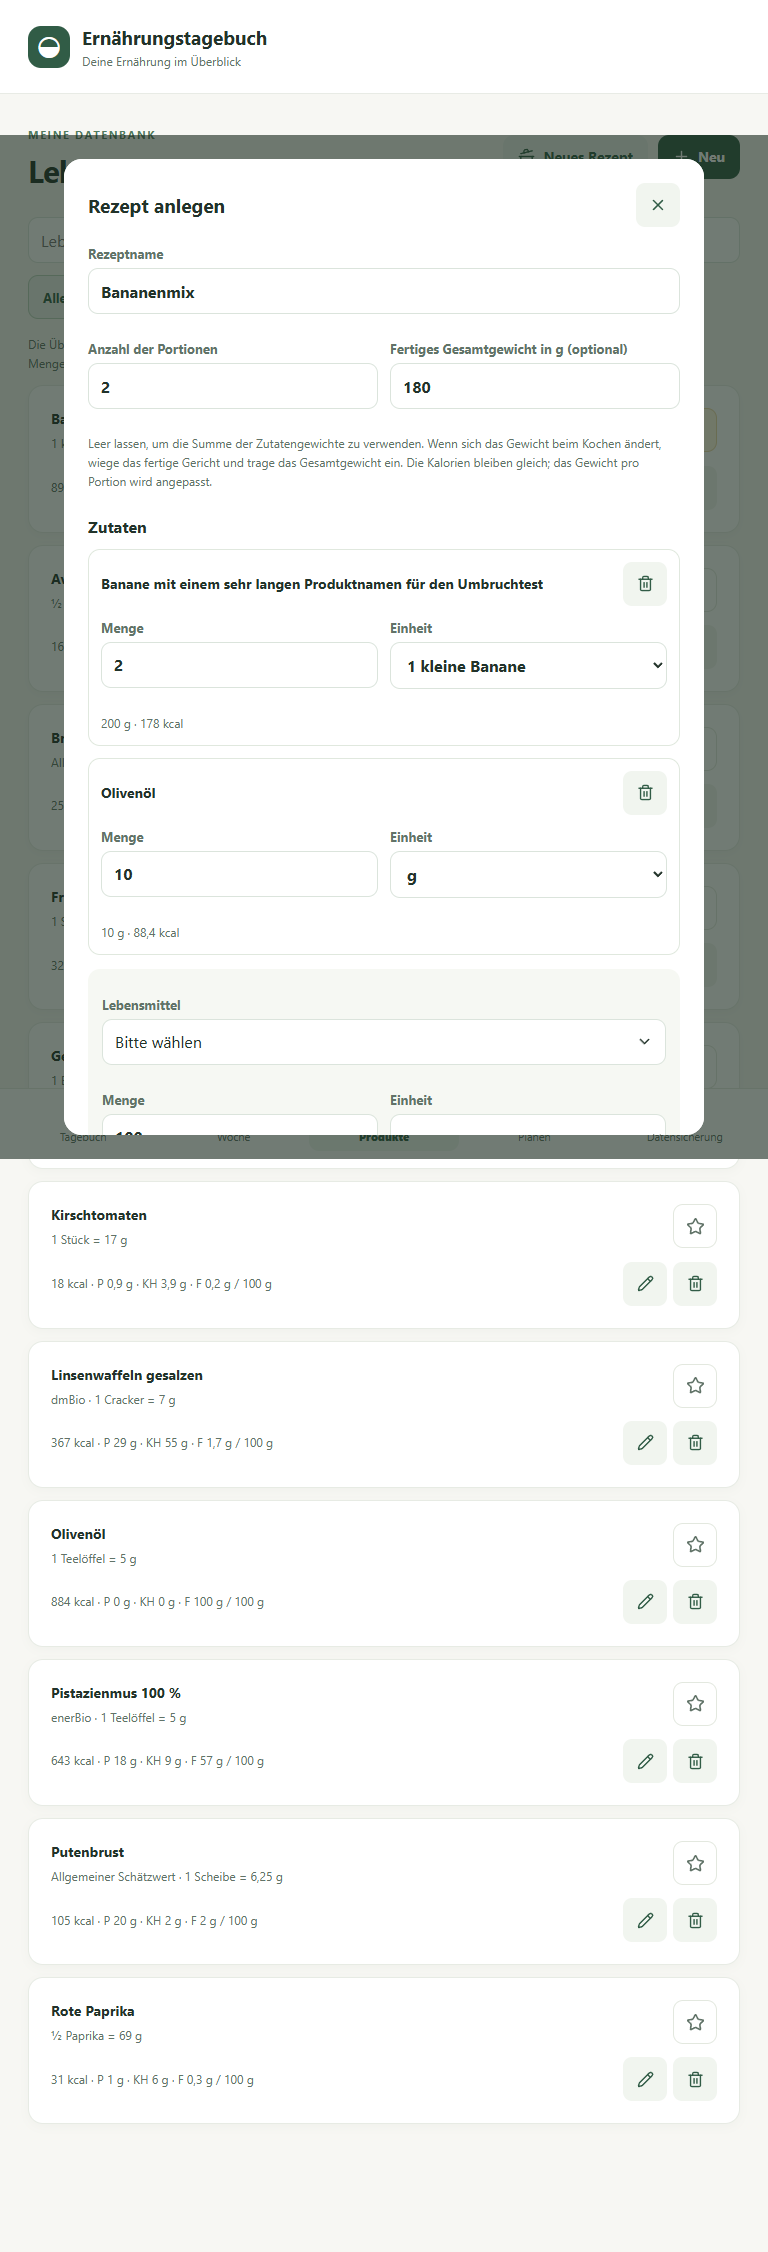 Ernährungstagebuch
Deine Ernährung im Überblick
MEINE DATENBANK
Neues Rezept
Neu
Rezept anlegen
Rezeptname
Bananenmix
Anzahl der Portionen
Fertiges Gesamtgewicht in g (optional)
2
180
Leer lassen, um die Summe der Zutatengewichte zu verwenden. Wenn sich das Gewicht beim Kochen ändert,
wiege das fertige Gericht und trage das Gesamtgewicht ein. Die Kalorien bleiben gleich; das Gewicht pro
Portion wird angepasst.
Zutaten
Banane mit einem sehr langen Produktnamen für den Umbruchtest
Menge
Einheit
2
1 kleine Banane
200 g · 178 kcal
Olivenöl
Menge
Einheit
10
g
10 g · 88,4 kcal
Lebensmittel
Bitte wählen
Menge
Einheit
Tagebuch
Woche
Produkte
Planen
Datensicherung
Kirschtomaten
1 Stück = 17 g
18 kcal · P 0,9 g · KH 3,9 g · F 0,2 g / 100 g
Linsenwaffeln gesalzen
dmBio · 1 Cracker = 7 g
367 kcal · P 29 g · KH 55 g · F 1,7 g / 100 g
Olivenöl
1 Teelöffel = 5 g
884 kcal · P 0 g · KH 0 g · F 100 g / 100 g
Pistazienmus 100 %
enerBio · 1 Teelöffel = 5 g
643 kcal · P 18 g · KH 9 g · F 57 g / 100 g
Putenbrust
Allgemeiner Schätzwert · 1 Scheibe = 6,25 g
105 kcal · P 20 g · KH 2 g · F 2 g / 100 g
Rote Paprika
½ Paprika = 69 g
31 kcal · P 1 g · KH 6 g · F 0,3 g / 100 g